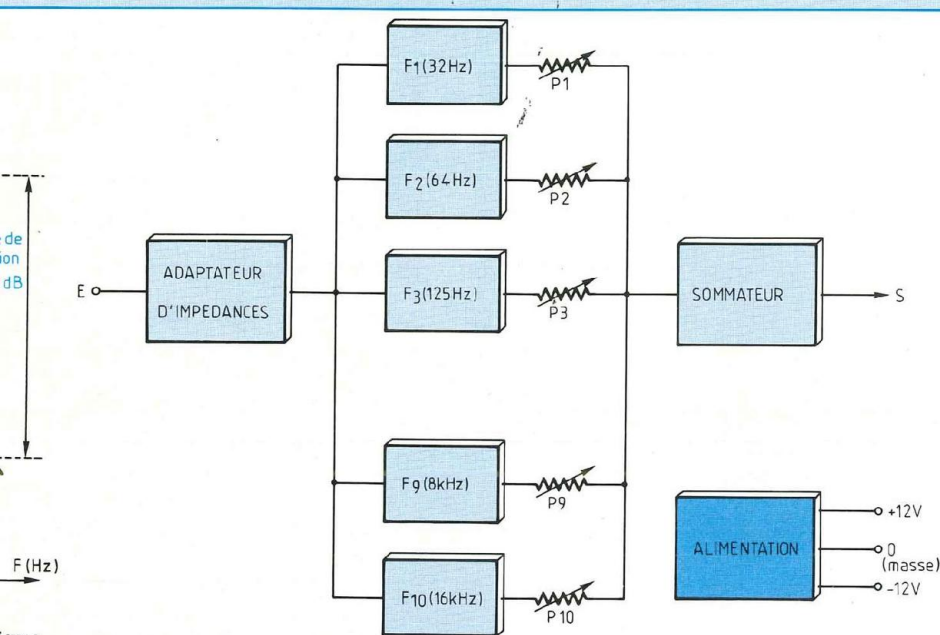 F1(32Hz)
P1
F2(64Hz)
P2
de
ion
dB
E
ADAPTATEUR
D'IMPEDANCES
F3(125Hz)
P3
SOMMATEUR
S
F9(8kHz)
P9
ALIMENTATION
+12V
0
(masse)
-12V
F(Hz)
F10(16kHz)
P10